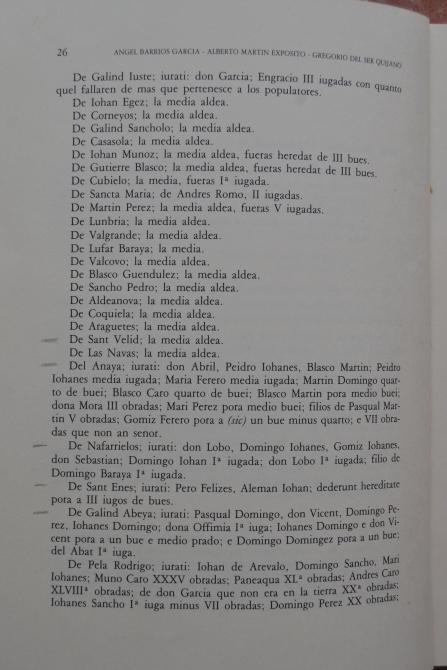 26 ANGEL BARRIOS GARCIA - ALBERTO MARTIN EXPOSITO - GREGORIO DEL SER QUIJANO
De Galind Iuste; iurati: don Garcia; Engracio III iugadas con quanto
quel fallaren de mas que pertenesce a los populatores.
De Iohan Egez; la media aldea.
De Corneyos; la media aldea.
De Galind Sancholo; la media aldea.
De Casasola; la media aldea.
De Iohan Munoz; la media aldea, fueras heredat de III bues.
De Gutierre Blasco; la media aldea, fueras heredat de III bues.
De Cubielo; la media, fueras Iª iugada.
De Sancta Maria; de Andres Romo, II iugadas.
De Martin Perez; la media aldea, fueras V iugadas.
De Lunbria; la media aldea.
De Valgrande; la media aldea.
De Lufar Baraya; la media.
De Valcovo; la media aldea.
De Blasco Guendulez; la media aldea.
De Sancho Pedro; la media aldea.
De Aldeanova; la media aldea.
De Coquiela; la media aldea.
De Araguetes; la media aldea.
De Sant Velid; la media aldea.
De Las Navas; la media aldea.
Del Anaya; iurati: don Abril, Peidro Iohanes, Blasco Martin; Peidro
Iohanes media iugada; Maria Ferero media iugada; Martin Domingo quar-
to de buei; Blasco Caro quarto de buei; Blasco Martin pora medio buei;
dona Mora III obradas; Mari Perez pora medio buei; filios de Pasqual Mar-
tin V obradas; Gomiz Ferero pora a (sic) un bue minus quarto; e VII obra-
das que non an senor.
De Nafarrielos; iurati: don Lobo, Domingo Iohanes, Gomiz Iohanes,
don Sebastian; Domingo Iohan Iª iugada; don Lobo Iª iugada; filio de
Domingo Baraya Iª iugada.
De Sant Enes; iurati: Pero Felizes, Aleman Iohan; dederunt hereditate
pora a III iugos de bues.
De Galind Abeya; iurati: Pasqual Domingo, don Vicent, Domingo Pe-
rez, Iohanes Domingo; dona Offimia Iª iuga; Iohanes Domingo e don Vi-
cent pora a un bue e medio prado; e Domingo Domingez pora a un bue;
del Abat Iª iuga.
De Pela Rodrigo; iurati: Iohan de Arevalo, Domingo Sancho, Mari
Iohanes; Muno Caro XXXV obradas; Paneaqua XLª obradas; Andres Caro
XLVIIIª obradas; de don Garcia que non era en la tierra XXª obradas;
Iohanes Sancho Iª iuga minus VII obradas; Domingo Perez XX obradas;